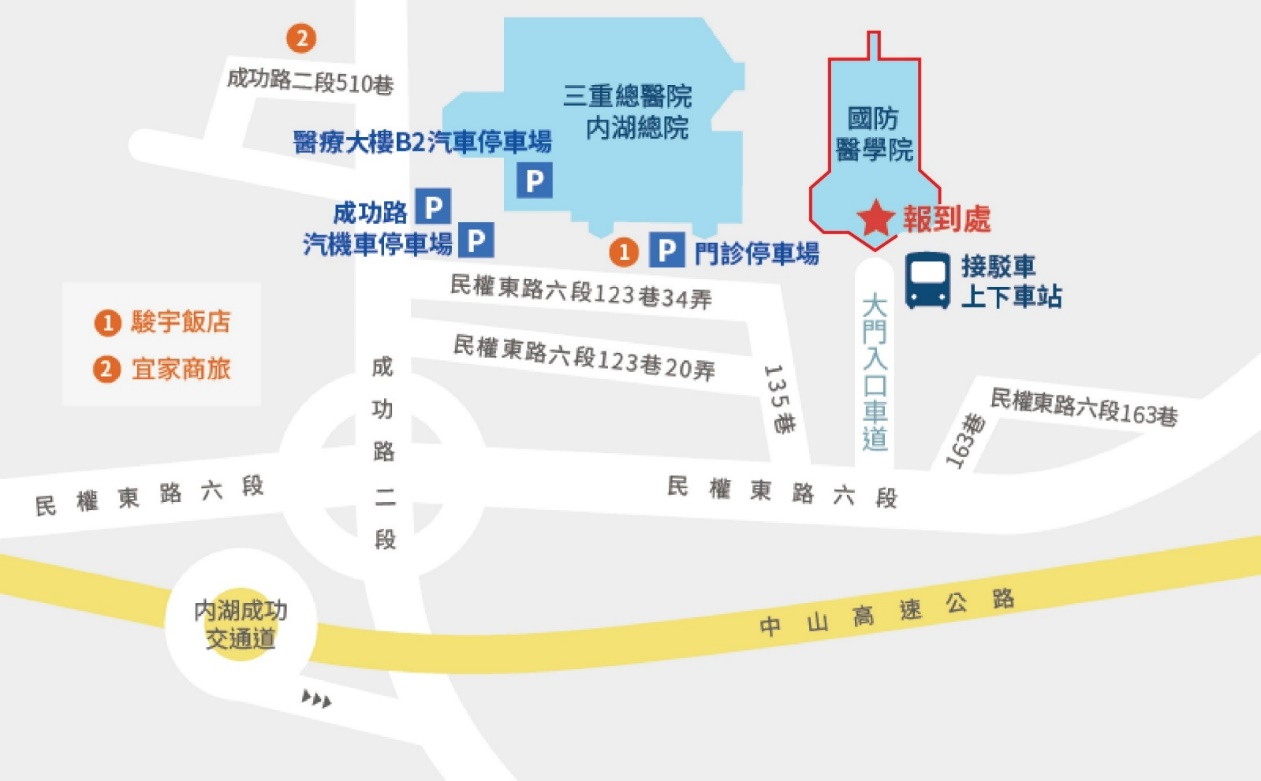 2
成功路二段510巷
三重總醫院
内湖總院
國防
醫學院
醫療大樓B2汽車停車場
P
成功路 P
汽機車停車場 P
報到處
1 P 門診停車場
接駁車
上下車站
民權東路六段123巷34弄
大門入口車道
1 駿宇飯店
2 宜家商旅
民權東路六段123巷20弄
135巷
成功路二段
民權東路六段163巷
163巷
民權東路六段
民權東路六段
内湖成功
交通道
中山高速公路